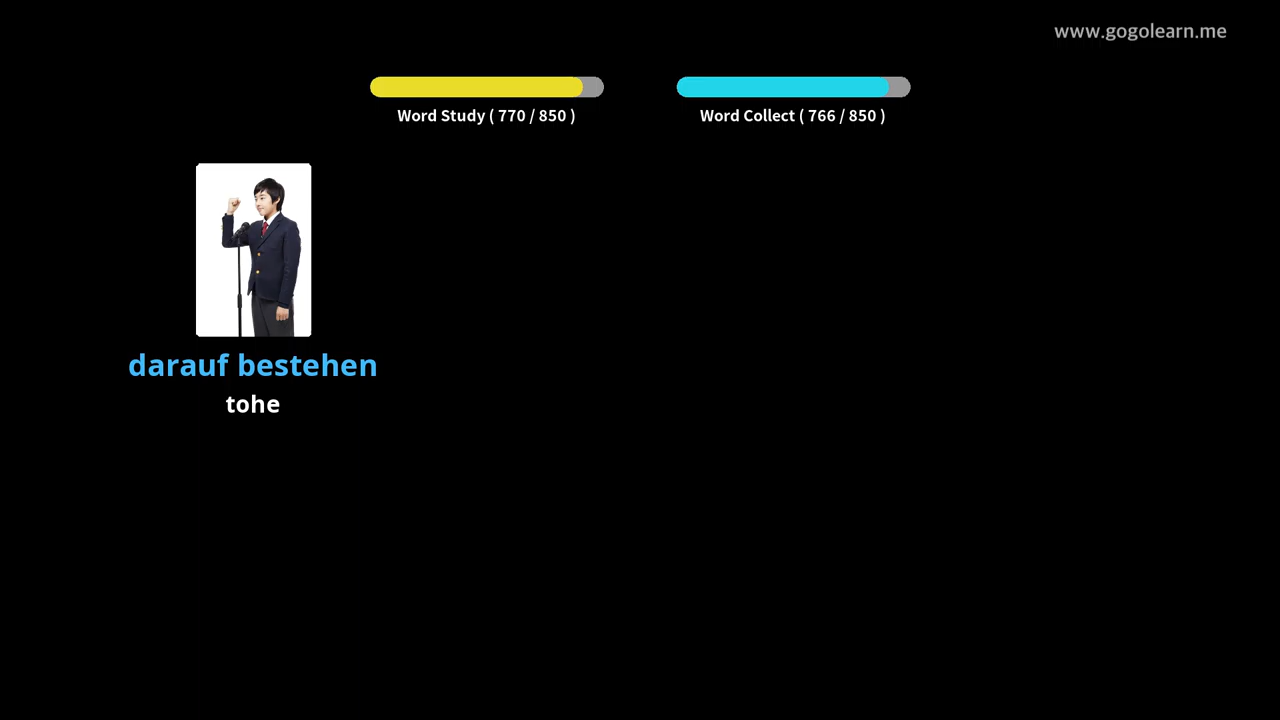 www.gogolearn.me
Word Study ( 770 / 850 )
Word Collect ( 766 / 850 )
darauf bestehen
tohe